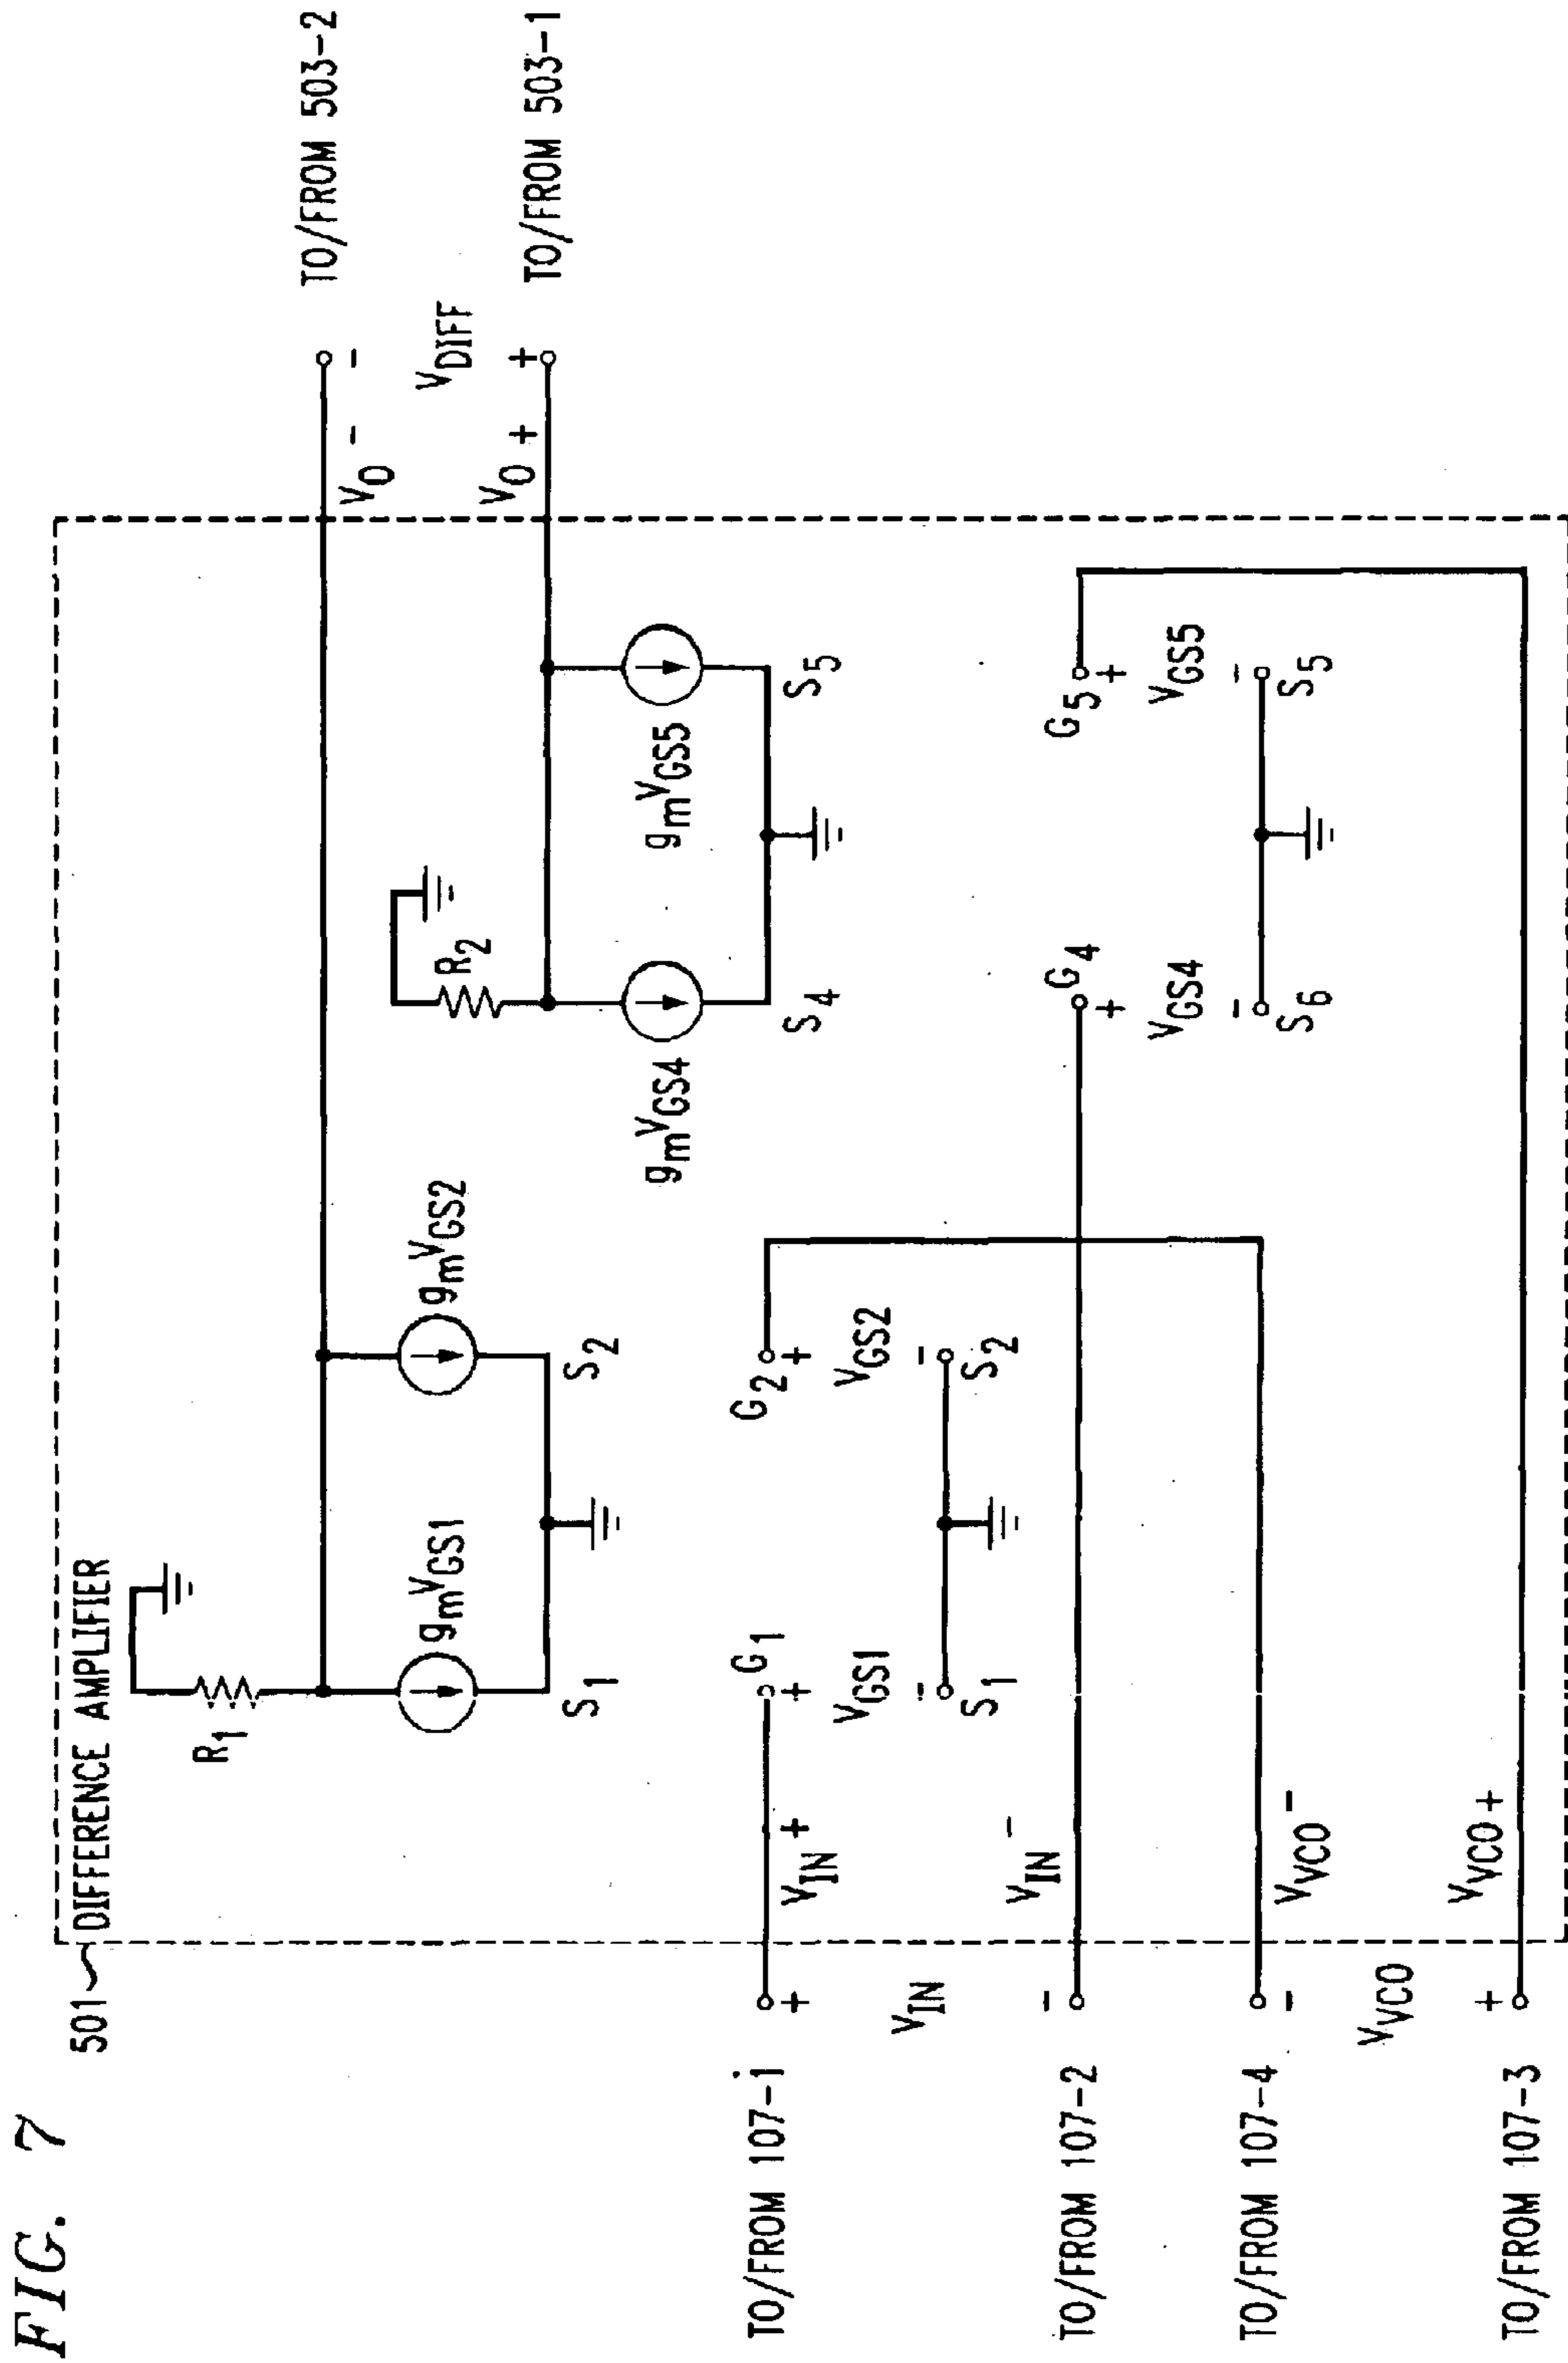 FIG. 7
501 DIFFERENCE AMPLIFIER
R1
gmVGS1
gmVGS2
S1
S2
R2
gmVGS4
gmVGS5
S4
S5
VO -
VO +
-
VDIFF
+
TO/FROM 503-2
TO/FROM 503-1
TO/FROM 107-1
+
VIN
-
TO/FROM 107-2
TO/FROM 107-4
-
VVCO
+
TO/FROM 107-3
VIN +
VIN -
VVCO -
VVCO +
G1
+
VGS1
-
S1
G2
+
VGS2
-
S2
G4
+
VGS4
-
S6
G5
+
VGS5
-
S5